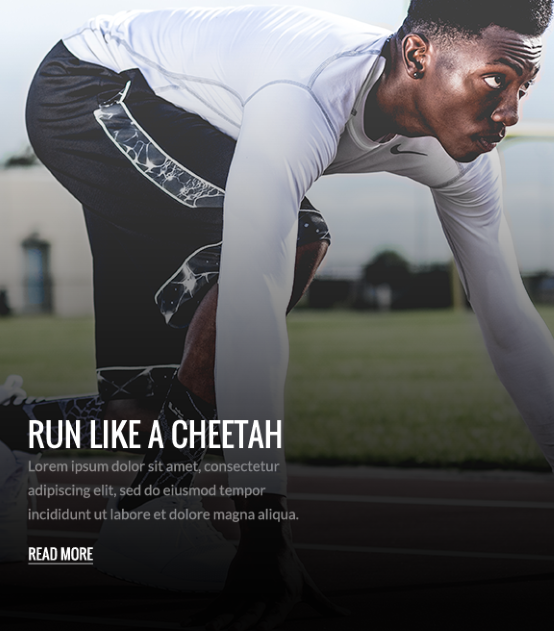 RUN LIKE A CHEETAH
Lorem ipsum dolor sit amet, consectetur
adipiscing elit, sed do eiusmod tempor
incididunt ut labore et dolore magna aliqua.
READ MORE